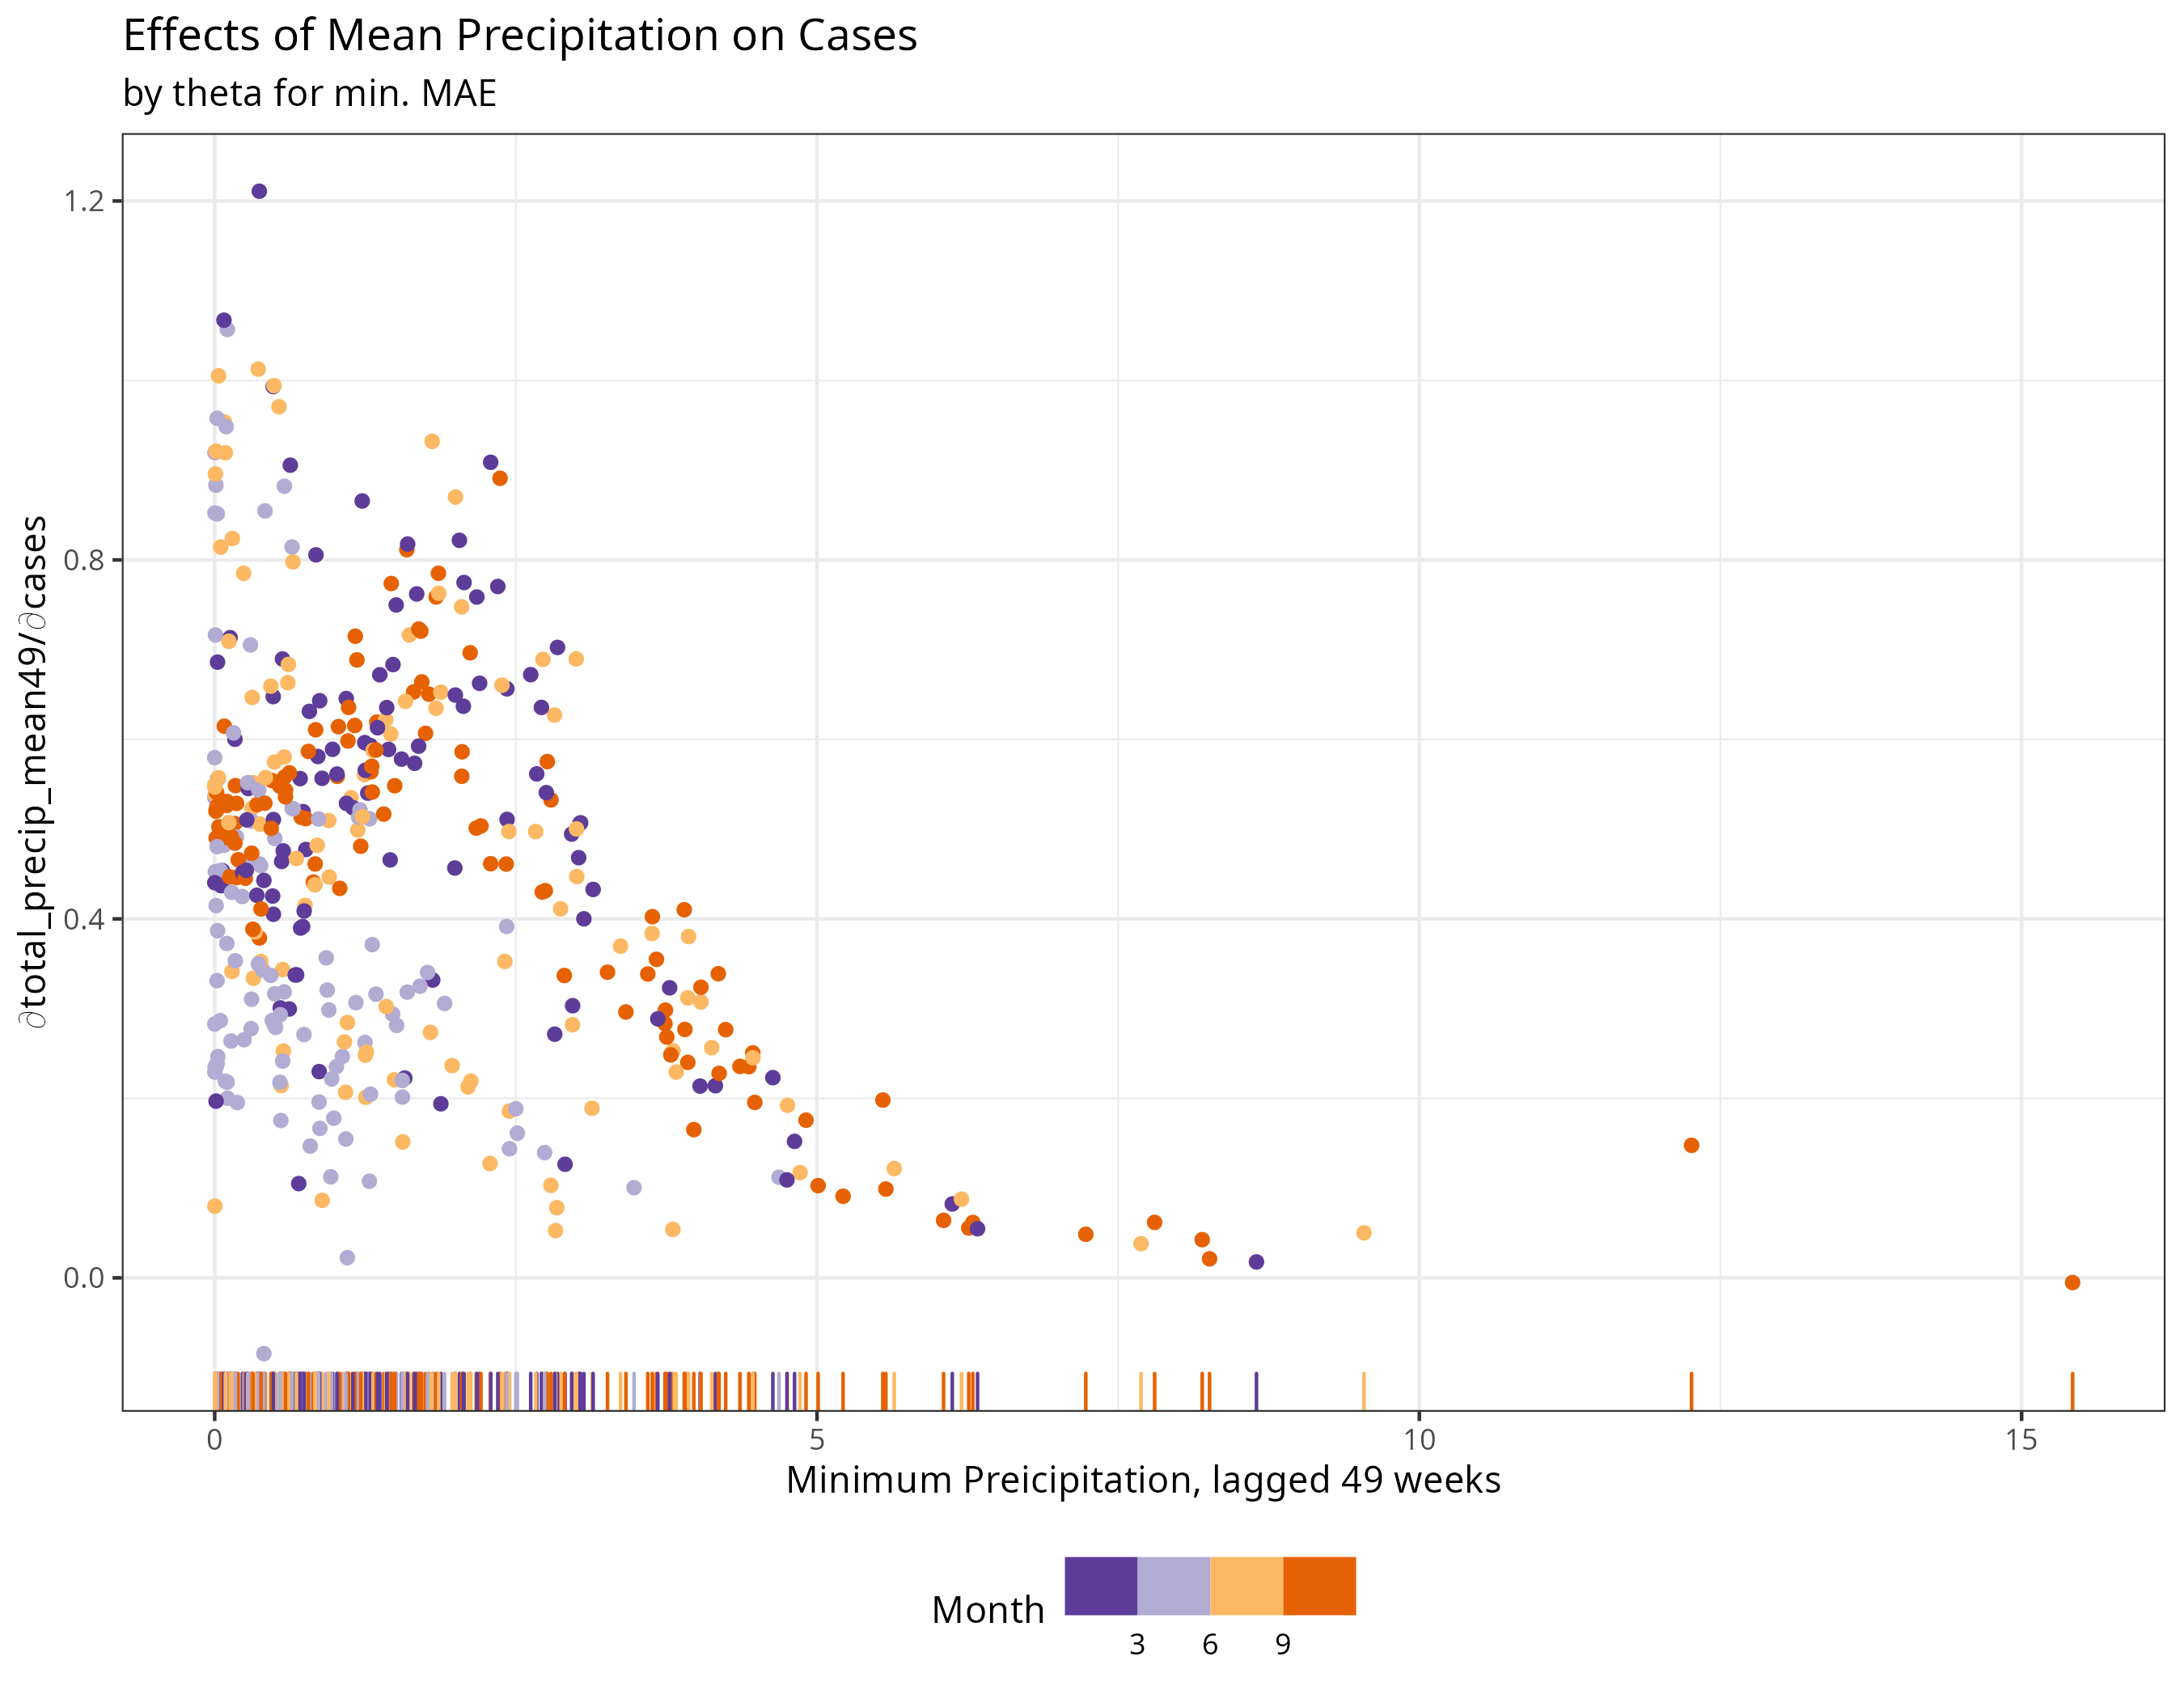 Effects of Mean Precipitation on Cases
by theta for min. MAE
∂total_precip_mean49/∂cases
1.2
0.8
0.4
0.0
0 5 10 15
Minimum Preicipitation, lagged 49 weeks
Month
3 6 9